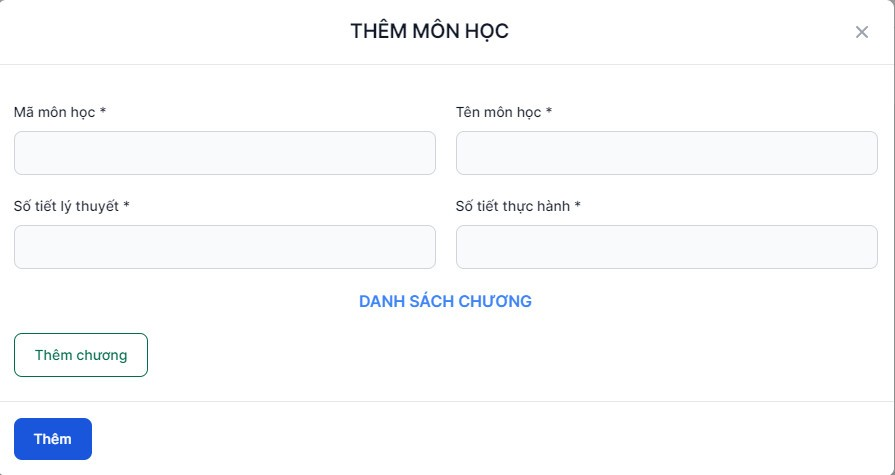 THÊM MÔN HỌC
Mã môn học *
Tên môn học *
Số tiết lý thuyết *
Số tiết thực hành *
DANH SÁCH CHƯƠNG
Thêm chương
Thêm